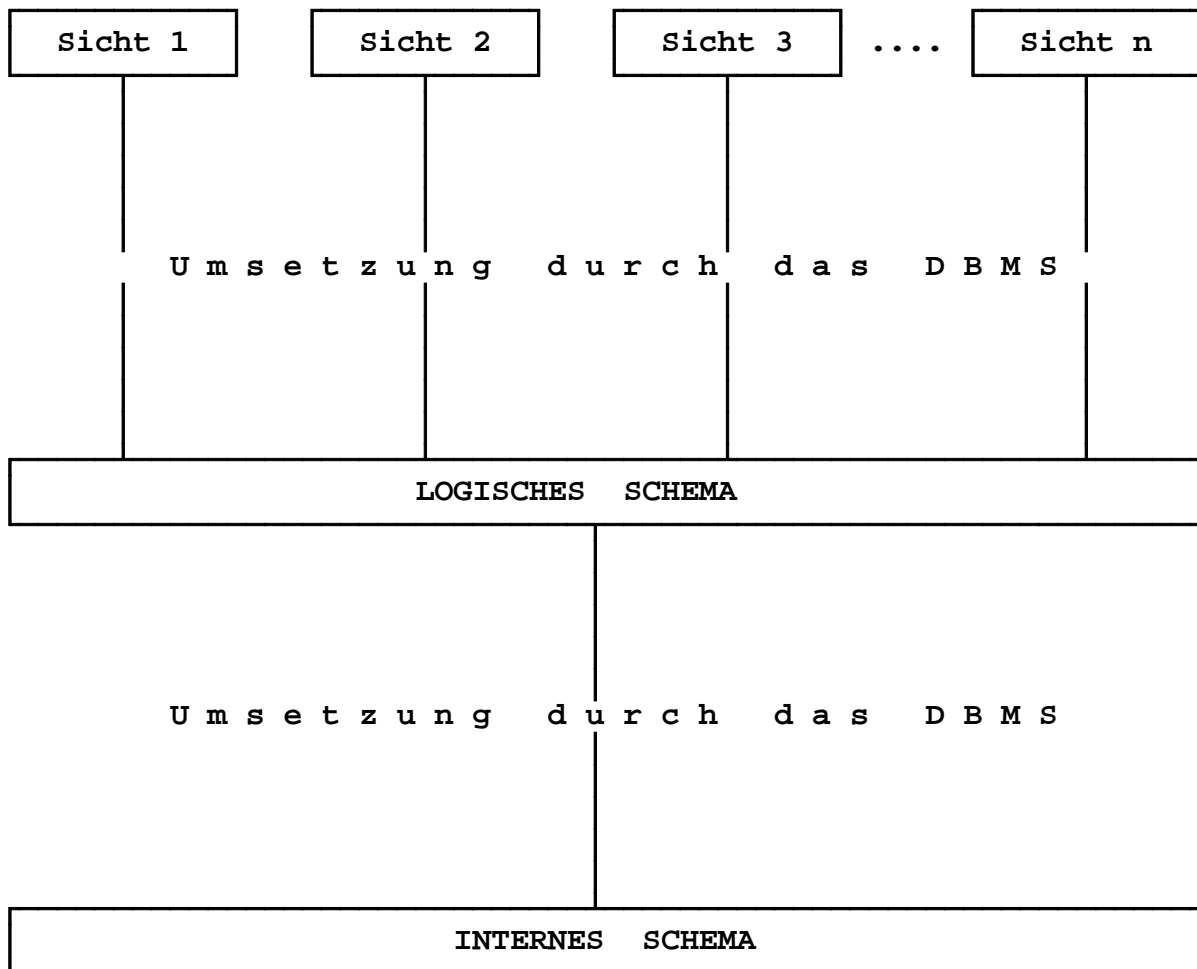 Sicht 1 Sicht 2 Sicht 3 .... Sicht n
U m s e t z u n g d u r c h d a s D B M S
LOGISCHES SCHEMA
U m s e t z u n g d u r c h d a s D B M S
INTERNES SCHEMA